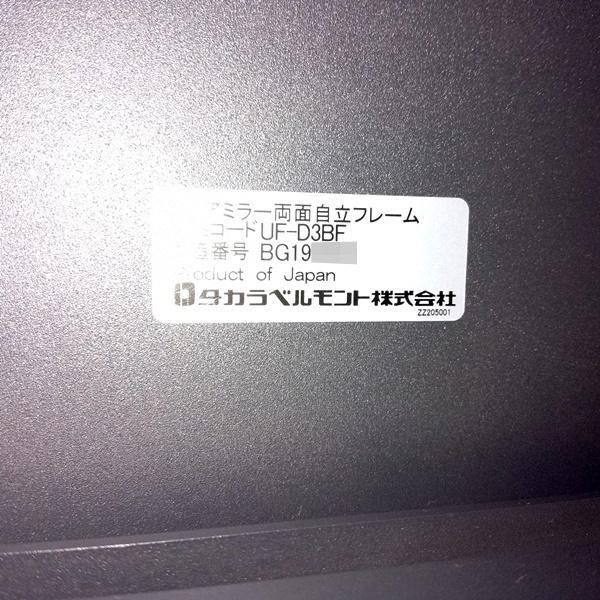 アミラー両面自立フレーム
コードUF-D3BF
番号 BG19
Product of Japan
タカラベルモント株式会社
ZZ205001